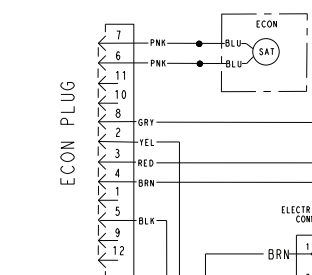 ECON
7
PNK
BLU
SAT
6
PNK
BLU
11
10
8
GRY
2
YEL
3
RED
4
BRN
1
5
BLK
9
12
ECON PLUG
ELECTR
CON
1
BRN